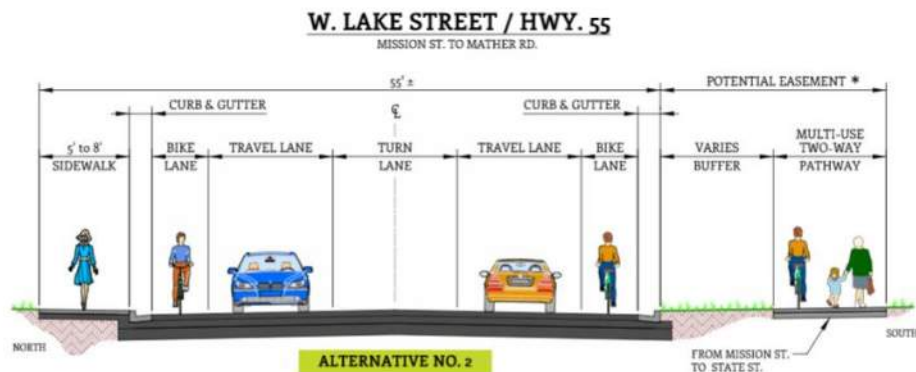 W. LAKE STREET / HWY. 55
MISSION ST. TO MATHER RD.
55' ±
POTENTIAL EASEMENT *
CURB & GUTTER
℄
CURB & GUTTER
5' to 8'
SIDEWALK
BIKE
LANE
TRAVEL LANE
TURN
LANE
TRAVEL LANE
BIKE
LANE
VARIES
BUFFER
MULTI-USE
TWO-WAY
PATHWAY
NORTH
SOUTH
ALTERNATIVE NO. 2
FROM MISSION ST.
TO STATE ST.